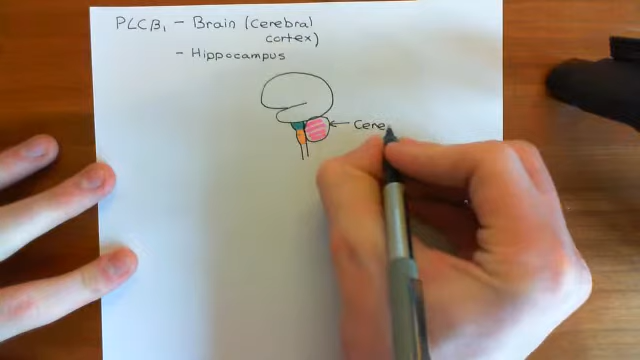 PLCβ₁ - Brain (Cerebral
cortex)
- Hippocampus
Cere